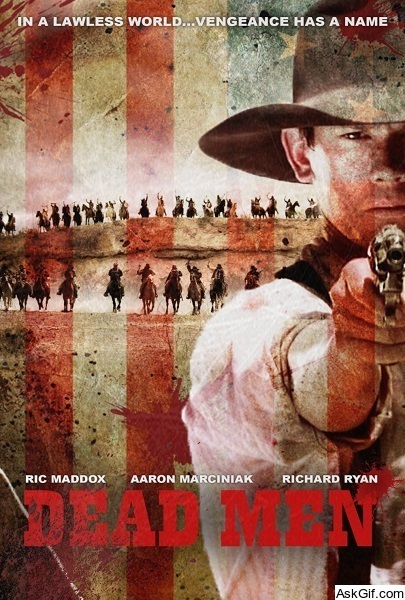 IN A LAWLESS WORLD...VENGEANCE HAS A NAME
RIC MADDOX AARON MARCINIAK RICHARD RYAN
DEAD MEN
AskGif.com